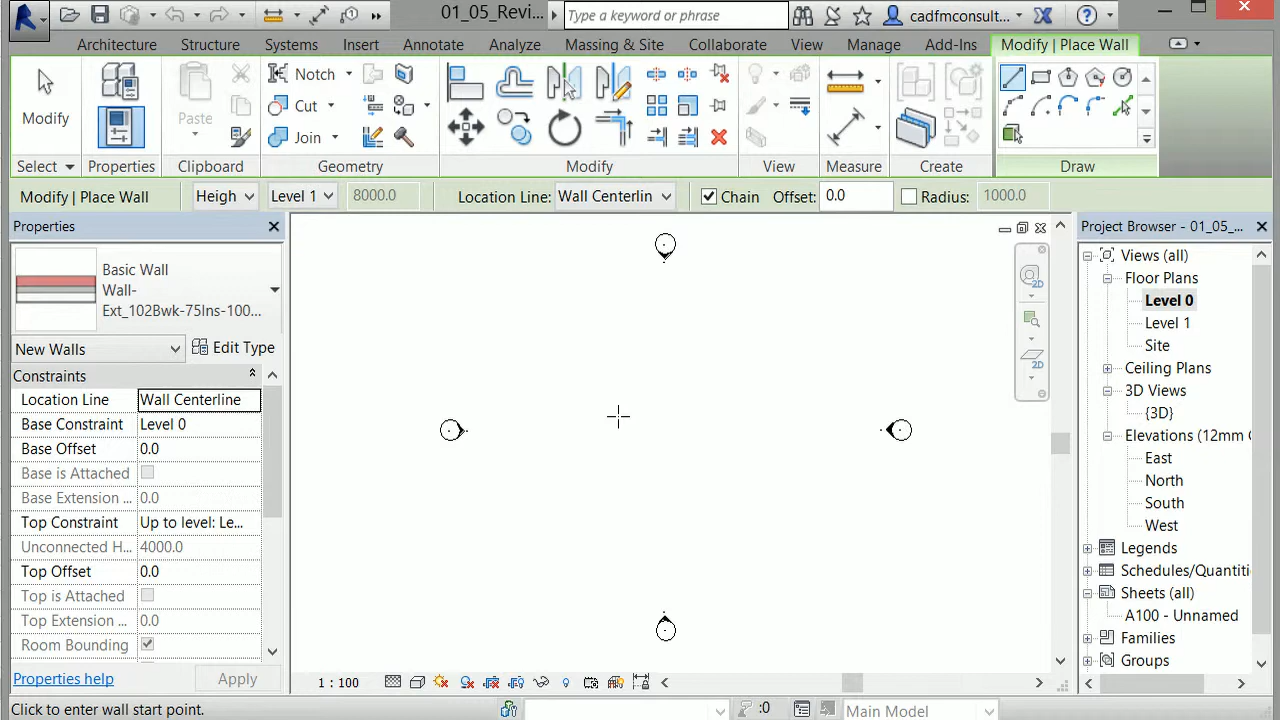 01_05_Revi...
Type a keyword or phrase
cadfmconsult...
Architecture Structure Systems Insert Annotate Analyze Massing & Site Collaborate View Manage Add-Ins Modify | Place Wall
Modify
Paste
Notch
Cut
Join
Select Properties Clipboard Geometry Modify View Measure Create Draw
Modify | Place Wall Heigh Level 1 8000.0 Location Line: Wall Centerlin Chain Offset: 0.0 Radius: 1000.0
Properties
Basic Wall
Wall-
Ext_102Bwk-75Ins-100...
New Walls Edit Type
Constraints
Location Line Wall Centerline
Base Constraint Level 0
Base Offset 0.0
Base is Attached
Base Extension ... 0.0
Top Constraint Up to level: Le...
Unconnected H... 4000.0
Top Offset 0.0
Top is Attached
Top Extension ... 0.0
Room Bounding
Properties help Apply
2D
2D
Project Browser - 01_05_...
Views (all)
Floor Plans
Level 0
Level 1
Site
Ceiling Plans
3D Views
{3D}
Elevations (12mm C
East
North
South
West
Legends
Schedules/Quantiti
Sheets (all)
A100 - Unnamed
Families
Groups
1 : 100
Click to enter wall start point. :0 Main Model